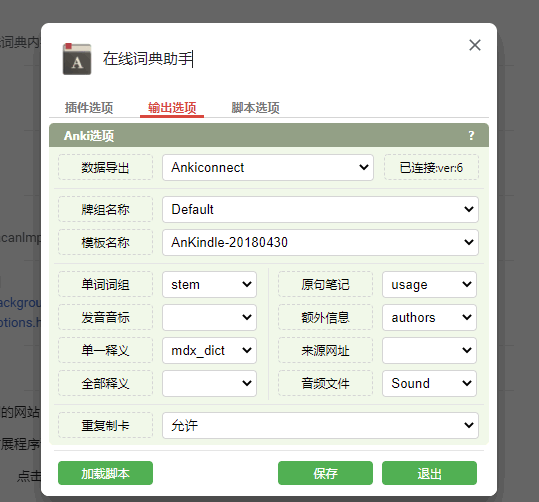 词典内
在线词典助手
A
插件选项 输出选项 脚本选项
Anki选项 ?
数据导出 Ankiconnect 已连接:ver:6
牌组名称 Default
模板名称 AnKindle-20180430
canImp
单词词组 stem 原句笔记 usage
ackgrou
发音音标 额外信息 authors
otions.h
单一释义 mdx_dict 来源网址
全部释义 音频文件 Sound
的网站
重复制卡 允许
展程序
点击
加载脚本 保存 退出